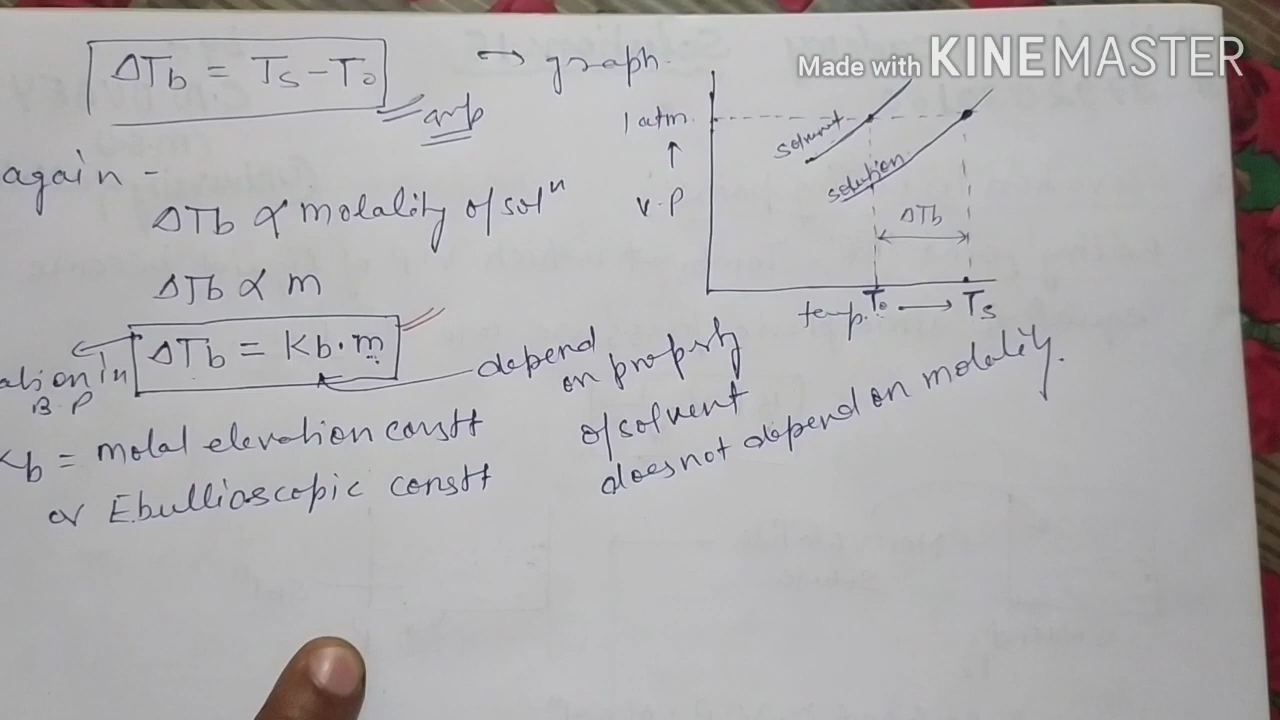 Made with KINEMASTER
ΔTb = Ts - To
→ graph.
again -
ΔTb ∝ molality of solⁿ
ΔTb ∝ m
ΔTb = Kb.m
B.P
depend
on property
of solvent
does not depend on molality.
Kb = molal elevation constt
or Ebullioscopic constt
1 atm.
↑
V.P
solvent
solution
ΔTb
temp. To → Ts